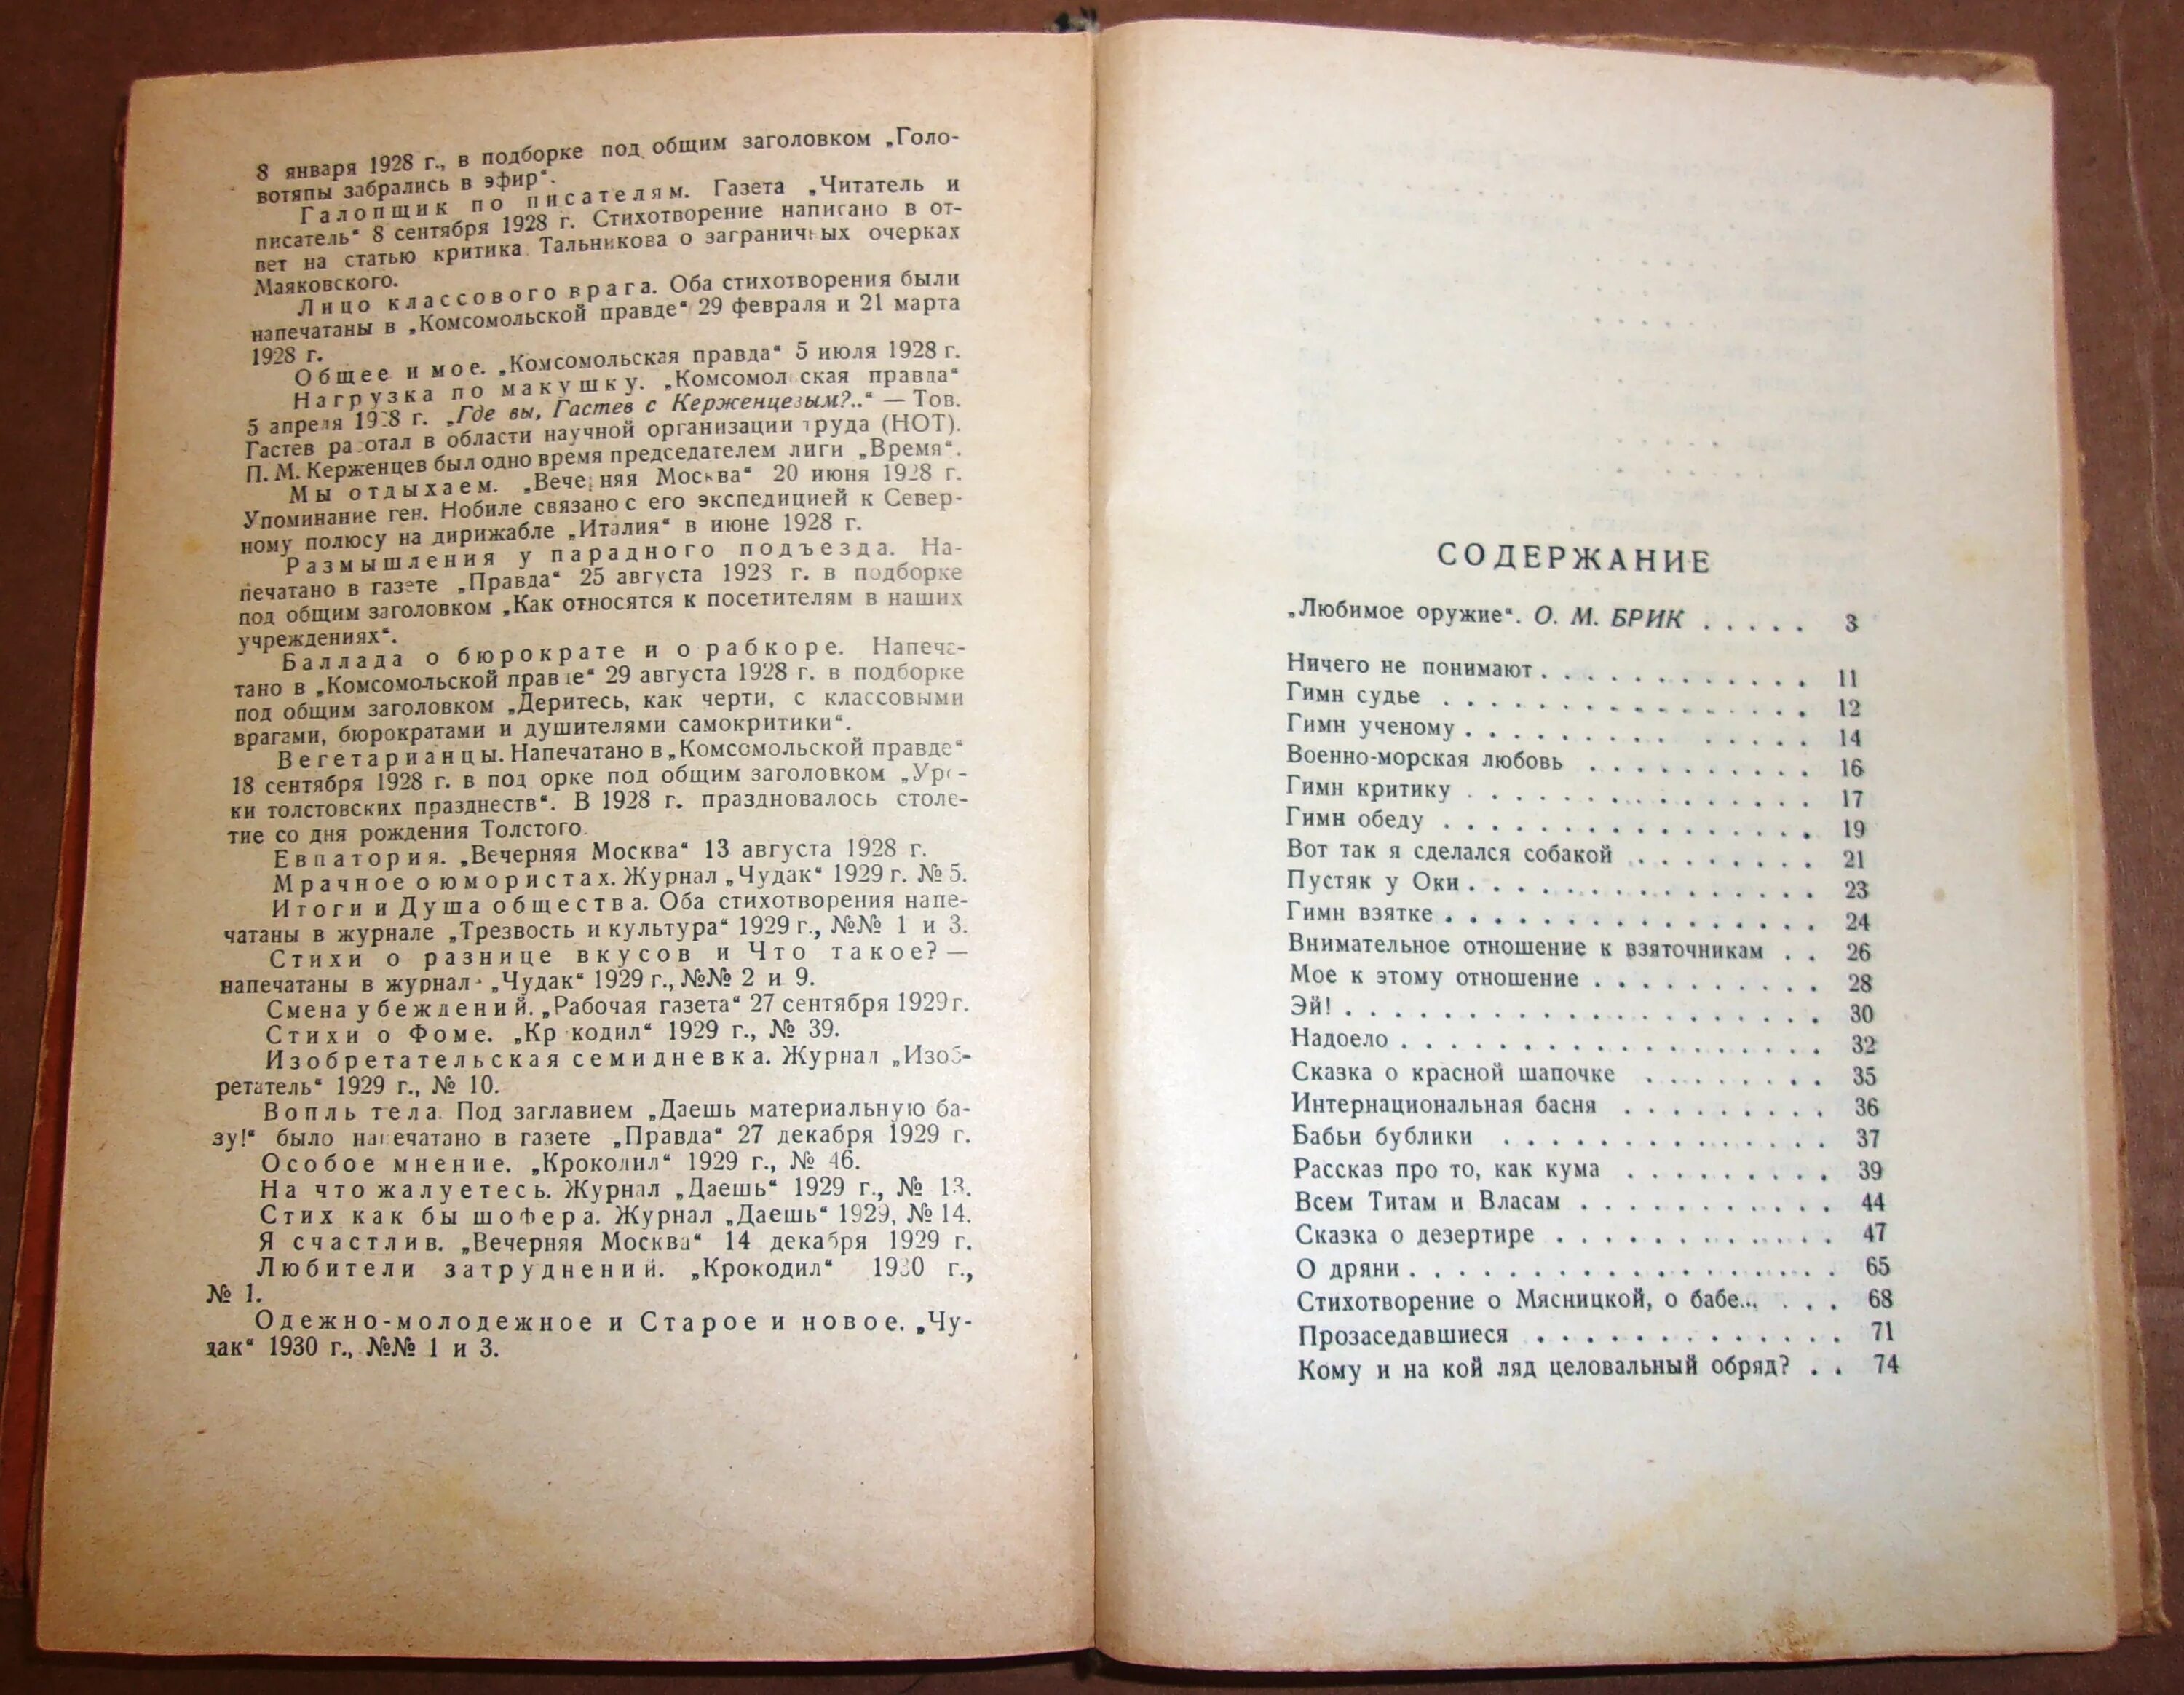 8 января 1928 г., в подборке под общим заголовком „Голо-
вотяпы забрались в эфир“.
Галопщик по писателям. Газета „Читатель и
писатель“ 8 сентября 1928 г. Стихотворение написано в от-
вет на статью критика Тальникова о заграничных очерках
Маяковского.
Лицо классового врага. Оба стихотворения были
напечатаны в „Комсомольской правде“ 29 февраля и 21 марта
1928 г.
Общее и мое. „Комсомольская правда“ 5 июля 1928 г.
Нагрузка по макушку. „Комсомол ская правда“
5 апреля 1928 г. „Где вы, Гастев с Керженцевым?..“ — Тов.
Гастев ра отал в области научной организации труда (НОТ).
П. М. Керженцев был одно время председателем лиги „Время“.
Мы отдыхаем. „Вечерняя Москва“ 20 июня 1928 г.
Упоминание ген. Нобиле связано с его экспедицией к Север-
ному полюсу на дирижабле „Италия“ в июне 1928 г.
Размышления у парадного подъезда. На-
печатано в газете „Правда“ 25 августа 1928 г. в подборке
под общим заголовком „Как относятся к посетителям в наших
учреждениях“.
Баллада о бюрократе и о рабкоре. Напеча-
тано в „Комсомольской правде“ 29 августа 1928 г. в подборке
под общим заголовком „Деритесь, как черти, с классовыми
врагами, бюрократами и душителями самокритики“.
Вегетарианцы. Напечатано в „Комсомольской правде“
18 сентября 1928 г. в под орке под общим заголовком „Уро-
ки толстовских празднеств“. В 1928 г. праздновалось столе-
тие со дня рождения Толстого.
Евпатория. „Вечерняя Москва“ 13 августа 1928 г.
Мрачное о юмористах. Журнал „Чудак“ 1929 г. № 5.
Итоги и Душа общества. Оба стихотворения напе-
чатаны в журнале „Трезвость и культура“ 1929 г., №№ 1 и 3.
Стихи о разнице вкусов и Что такое? —
напечатаны в журнале „Чудак“ 1929 г., №№ 2 и 9.
Смена убеждений. „Рабочая газета“ 27 сентября 1929 г.
Стихи о Фоме. „Кр кодил“ 1929 г., № 39.
Изобретательская семидневка. Журнал „Изоб-
ретатель“ 1929 г., № 10.
Вопль тела. Под заглавием „Даешь материальную ба-
зу!“ было напечатано в газете „Правда“ 27 декабря 1929 г.
Особое мнение. „Крокодил“ 1929 г., № 46.
На что жалуетесь. Журнал „Даешь“ 1929 г., № 13.
Стих как бы шофера. Журнал „Даешь“ 1929, № 14.
Я счастлив. „Вечерняя Москва“ 14 декабря 1929 г.
Любители затруднений. „Крокодил“ 1930 г.,
№ 1.
Одежно-молодежное и Старое и новое. „Чу-
дак“ 1930 г., №№ 1 и 3.
СОДЕРЖАНИЕ
„Любимое оружие“. О. М. БРИК ..... 3
Ничего не понимают ............ 11
Гимн судье ................ 12
Гимн ученому ............... 14
Военно-морская любовь .......... 16
Гимн критику ............... 17
Гимн обеду ................ 19
Вот так я сделался собакой ........ 21
Пустяк у Оки ............... 23
Гимн взятке ................ 24
Внимательное отношение к взяточникам .. 26
Мое к этому отношение .......... 28
Эй! ..................... 30
Надоело .................. 32
Сказка о красной шапочке ........ 35
Интернациональная басня ......... 36
Бабьи бублики .............. 37
Рассказ про то, как кума ......... 39
Всем Титам и Власам ........... 44
Сказка о дезертире ............ 47
О дряни .................. 65
Стихотворение о Мясницкой, о бабе... ... 68
Прозаседавшиеся ............. 71
Кому и на кой ляд целовальный обряд? .. 74